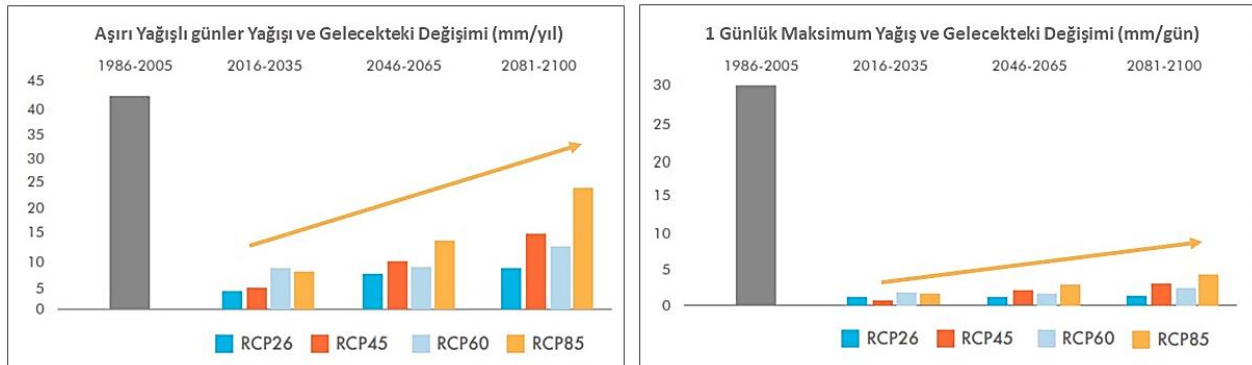 Aşırı Yağışlı günler Yağışı ve Gelecekteki Değişimi (mm/yıl)
1986-2005 2016-2035 2046-2065 2081-2100
45
40
35
30
25
20
15
10
5
0
RCP26 RCP45 RCP60 RCP85
1 Günlük Maksimum Yağış ve Gelecekteki Değişimi (mm/gün)
1986-2005 2016-2035 2046-2065 2081-2100
30
25
20
15
10
5
0
RCP26 RCP45 RCP60 RCP85